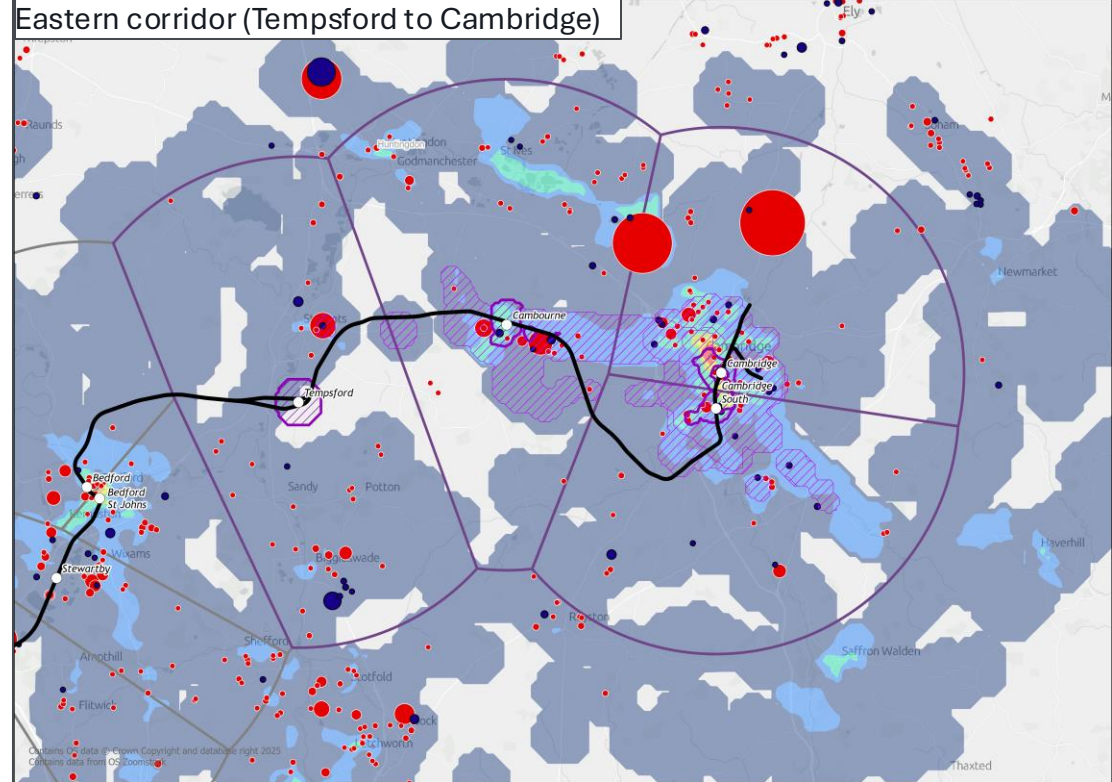 Eastern corridor (Tempsford to Cambridge)
Ely
Raunds
Huntingdon
Godmanchester
St Ives
Newmarket
Cambourne
Cambridge
Cambridge
South
Tempsford
Bedford
Bedford
St Johns
Sandy
Potton
Wixams
Biggleswade
Stewartby
Haverhill
Royston
Shefford
Saffron Walden
Ampthill
Flitwick
Letchworth
Contains OS data © Crown Copyright and database right 2025
Contains data from OS Zoomstack
Thaxted